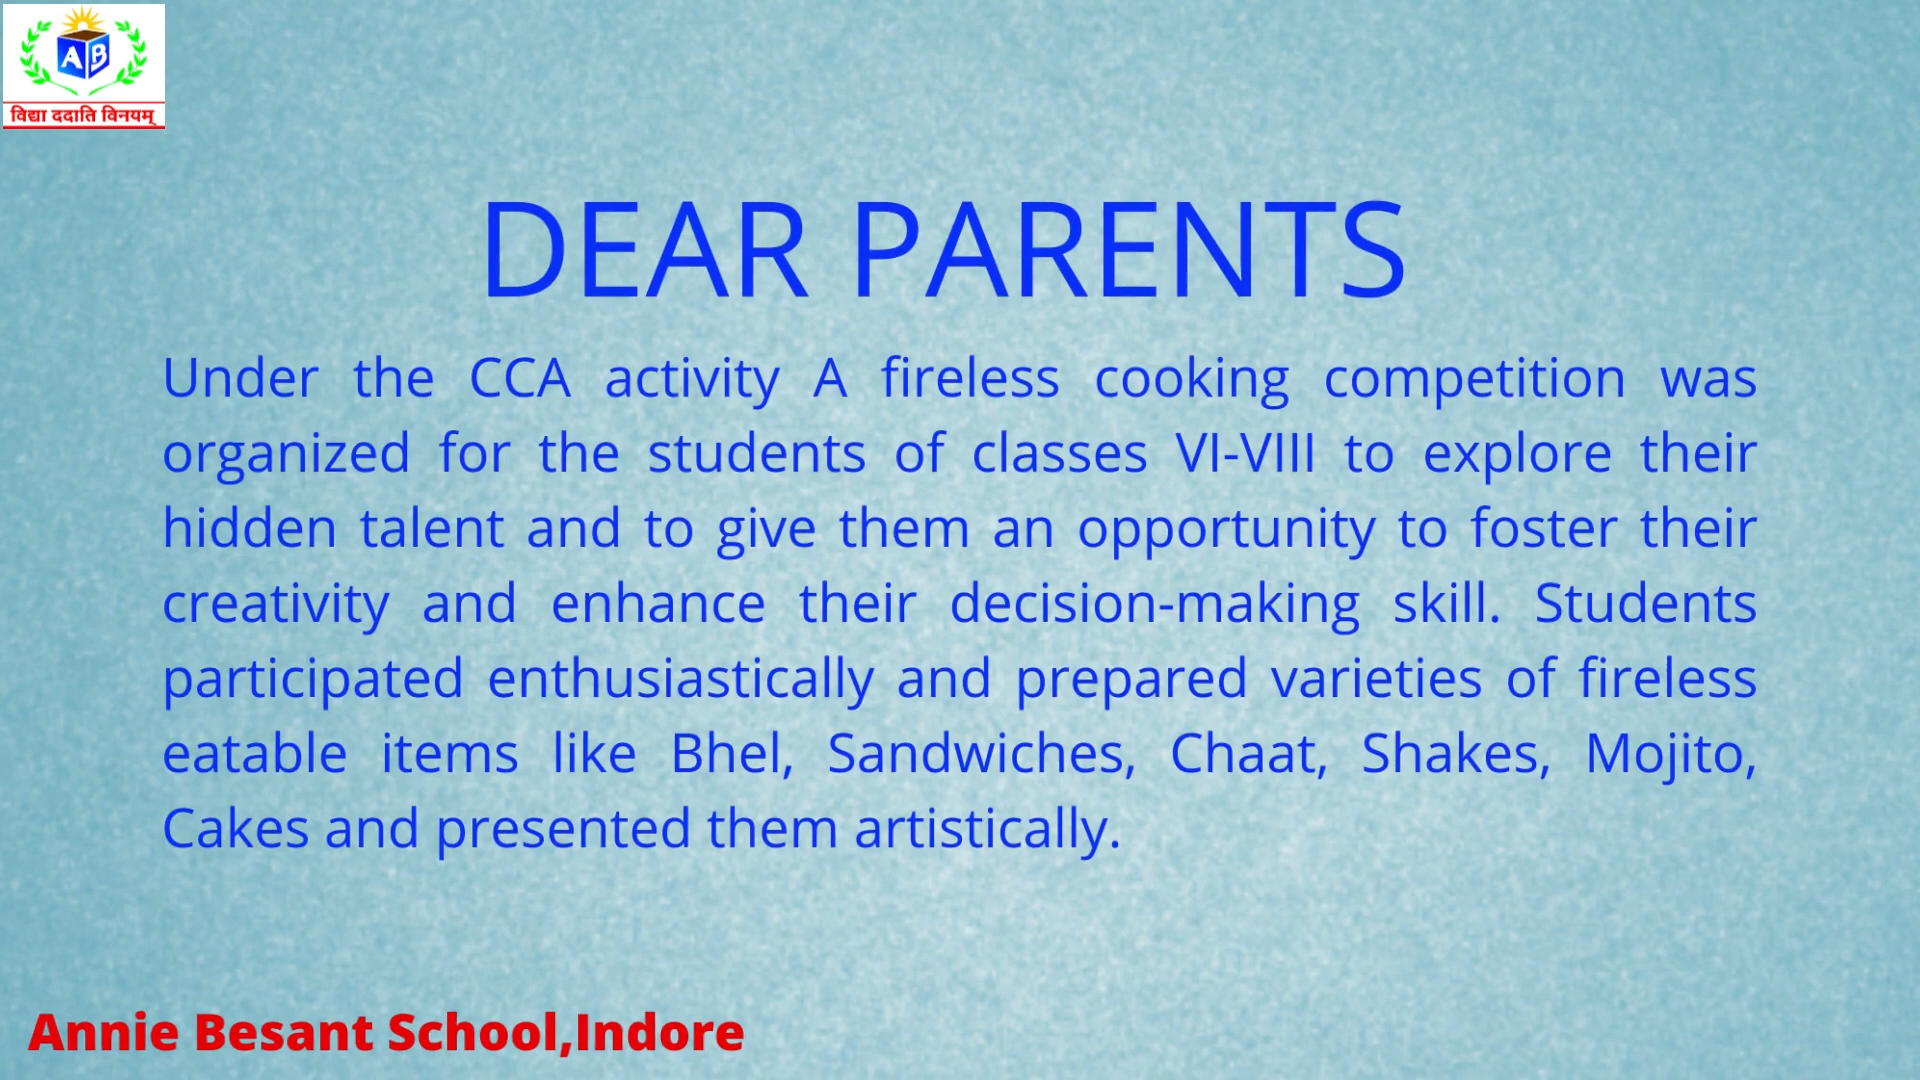 AB
विद्या ददाति विनयम्
DEAR PARENTS
Under the CCA activity A fireless cooking competition was
organized for the students of classes VI-VIII to explore their
hidden talent and to give them an opportunity to foster their
creativity and enhance their decision-making skill. Students
participated enthusiastically and prepared varieties of fireless
eatable items like Bhel, Sandwiches, Chaat, Shakes, Mojito,
Cakes and presented them artistically.
Annie Besant School,Indore